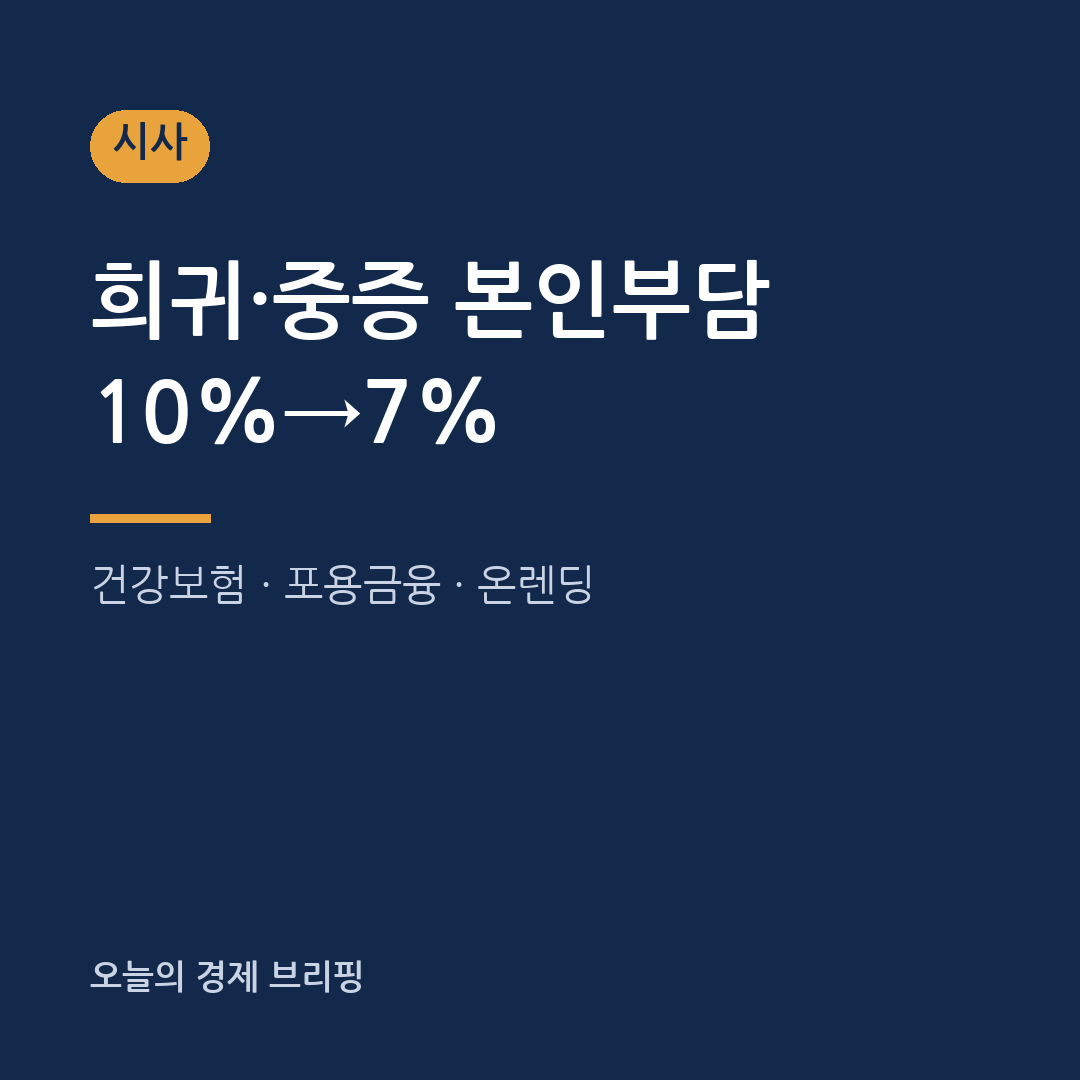 시사
희귀·중증 본인부담
10%→7%
건강보험 · 포용금융 · 온렌딩
오늘의 경제 브리핑